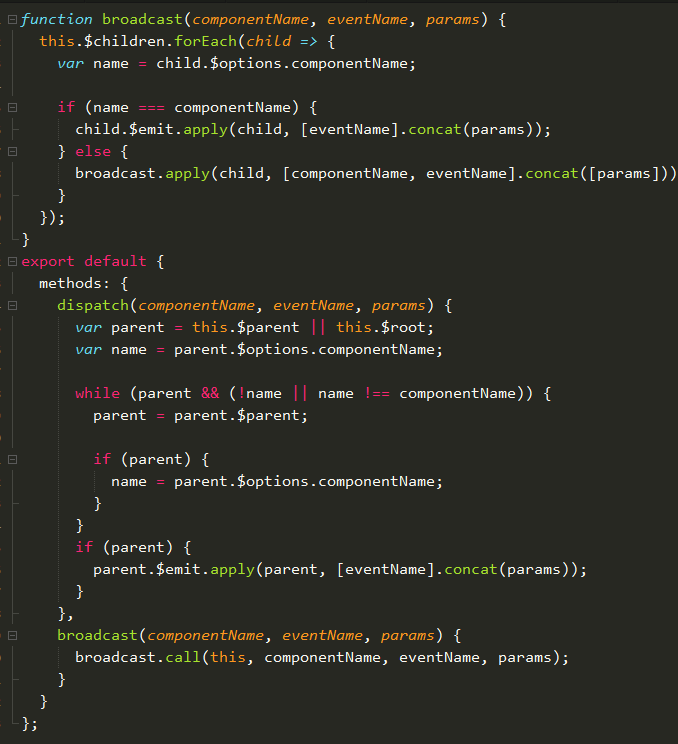 function broadcast(componentName, eventName, params) {
  this.$children.forEach(child => {
    var name = child.$options.componentName;

    if (name === componentName) {
      child.$emit.apply(child, [eventName].concat(params));
    } else {
      broadcast.apply(child, [componentName, eventName].concat([params]))
    }
  });
}
export default {
  methods: {
    dispatch(componentName, eventName, params) {
      var parent = this.$parent || this.$root;
      var name = parent.$options.componentName;

      while (parent && (!name || name !== componentName)) {
        parent = parent.$parent;

        if (parent) {
          name = parent.$options.componentName;
        }
      }
      if (parent) {
        parent.$emit.apply(parent, [eventName].concat(params));
      }
    },
    broadcast(componentName, eventName, params) {
      broadcast.call(this, componentName, eventName, params);
    }
  }
};